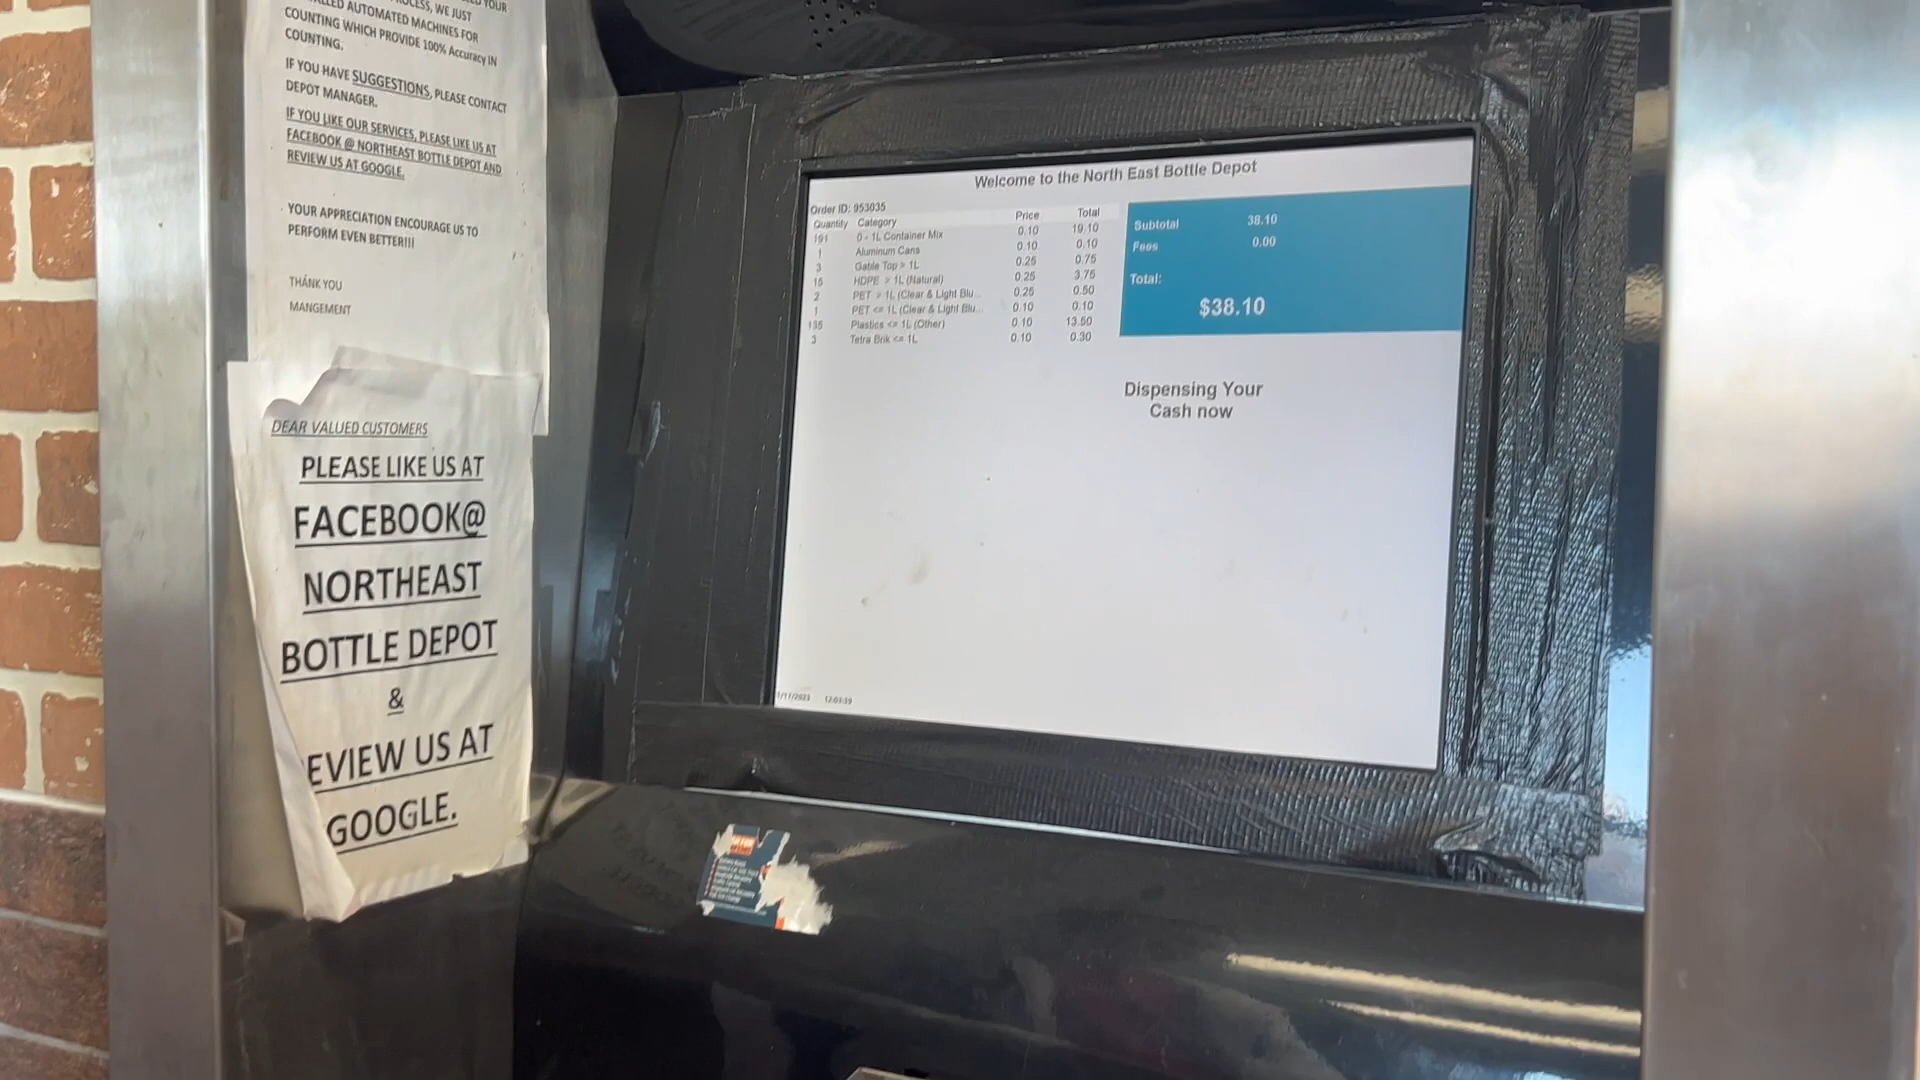 AUTOMATED MACHINES FOR
COUNTING WHICH PROVIDE 100% Accuracy IN
COUNTING.
IF YOU HAVE SUGGESTIONS, PLEASE CONTACT
DEPOT MANAGER.
IF YOU LIKE OUR SERVICES, PLEASE LIKE US AT
FACEBOOK @ NORTHEAST BOTTLE DEPOT AND
REVIEW US AT GOOGLE.
YOUR APPRECIATION ENCOURAGE US TO
PERFORM EVEN BETTER!!!
THANK YOU
MANGEMENT
DEAR VALUED CUSTOMERS
PLEASE LIKE US AT
FACEBOOK@
NORTHEAST
BOTTLE DEPOT
&
EVIEW US AT
GOOGLE.
Welcome to the North East Bottle Depot
Order ID: 953035
Quantity Category Price Total
191 0 - 1L Container Mix 0.10 19.10
1 Aluminum Cans 0.10 0.10
3 Gable Top > 1L 0.25 0.75
15 HDPE > 1L (Natural) 0.25 3.75
2 PET > 1L (Clear & Light Blu... 0.25 0.50
1 PET <= 1L (Clear & Light Blu... 0.10 0.10
135 Plastics <= 1L (Other) 0.10 13.50
3 Tetra Brik <= 1L 0.10 0.30
Subtotal 38.10
Fees 0.00
Total:
$38.10
Dispensing Your
Cash now
12:03:59